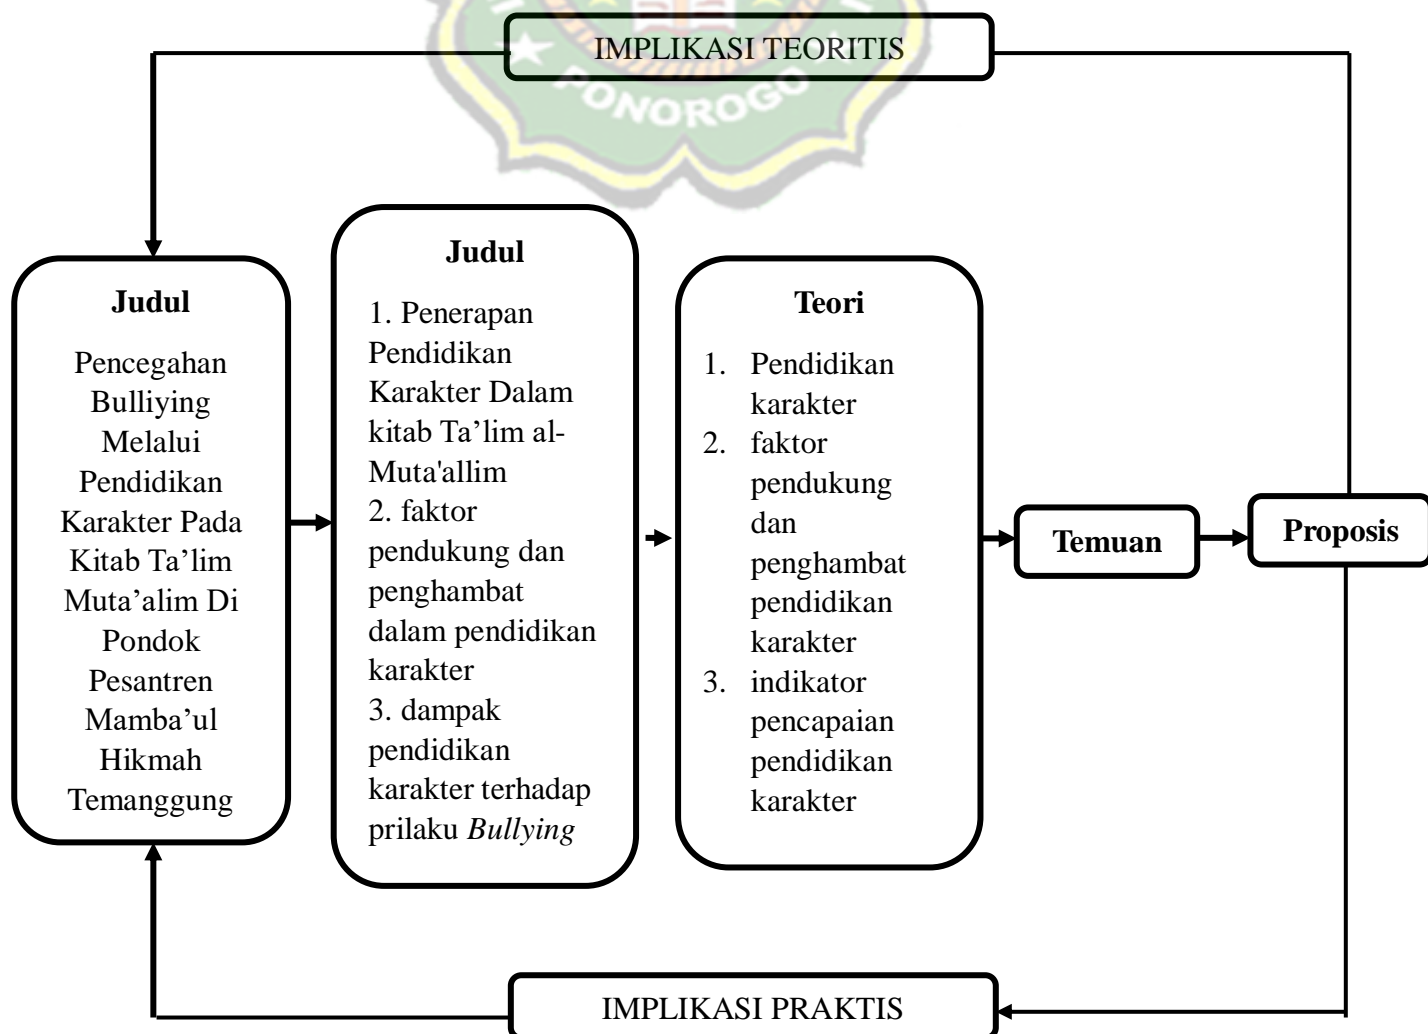 IMPLIKASI TEORITIS
PONOROGO
Judul
Pencegahan
Bulliying
Melalui
Pendidikan
Karakter Pada
Kitab Ta’lim
Muta’alim Di
Pondok
Pesantren
Mamba’ul
Hikmah
Temanggung
Judul
1. Penerapan
Pendidikan
Karakter Dalam
kitab Ta’lim al-
Muta'allim
2. faktor
pendukung dan
penghambat
dalam pendidikan
karakter
3. dampak
pendidikan
karakter terhadap
prilaku Bullying
Teori
1. Pendidikan
karakter
2. faktor
pendukung
dan
penghambat
pendidikan
karakter
3. indikator
pencapaian
pendidikan
karakter
Temuan
Proposis
IMPLIKASI PRAKTIS